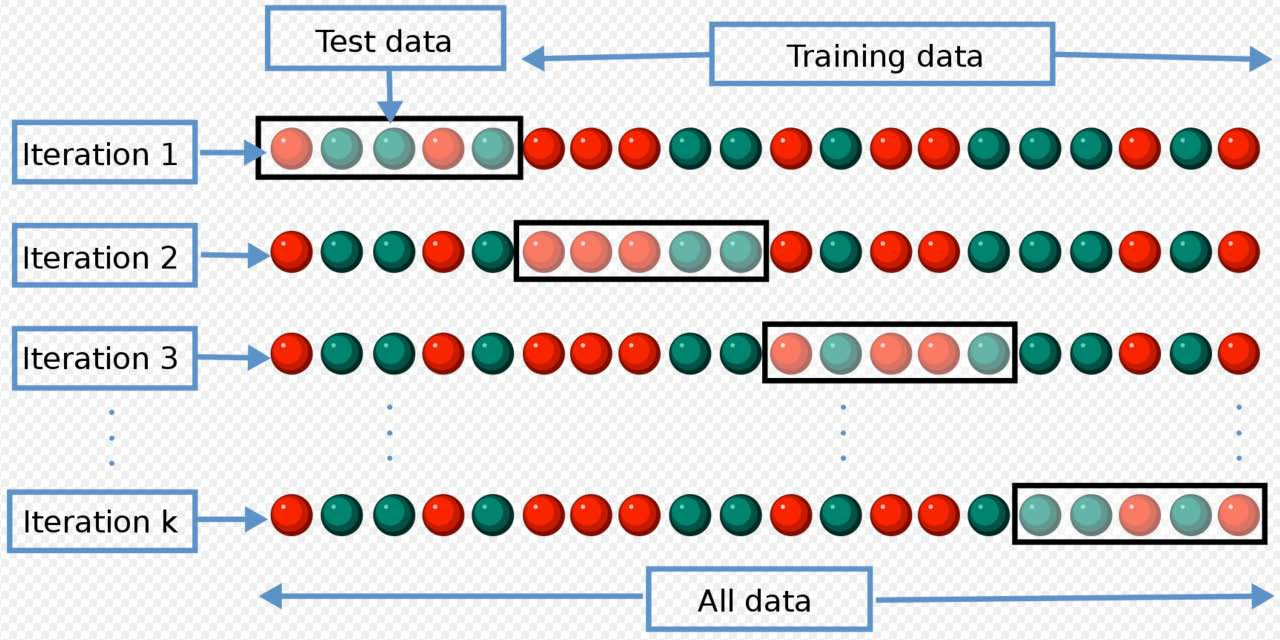 Test data
Training data
Iteration 1
Iteration 2
Iteration 3
Iteration k
All data